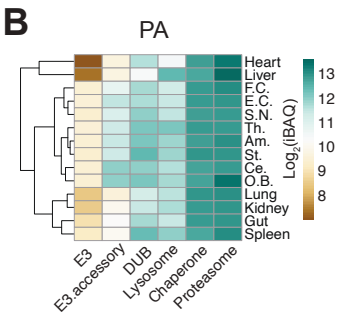 B
PA
Heart
Liver
F.C.
E.C.
S.N.
Th.
Am.
St.
Ce.
O.B.
Lung
Kidney
Gut
Spleen
E3
E3.accessory
DUB
Lysosome
Chaperone
Proteasome
Log2(iBAQ)
13
12
11
10
9
8